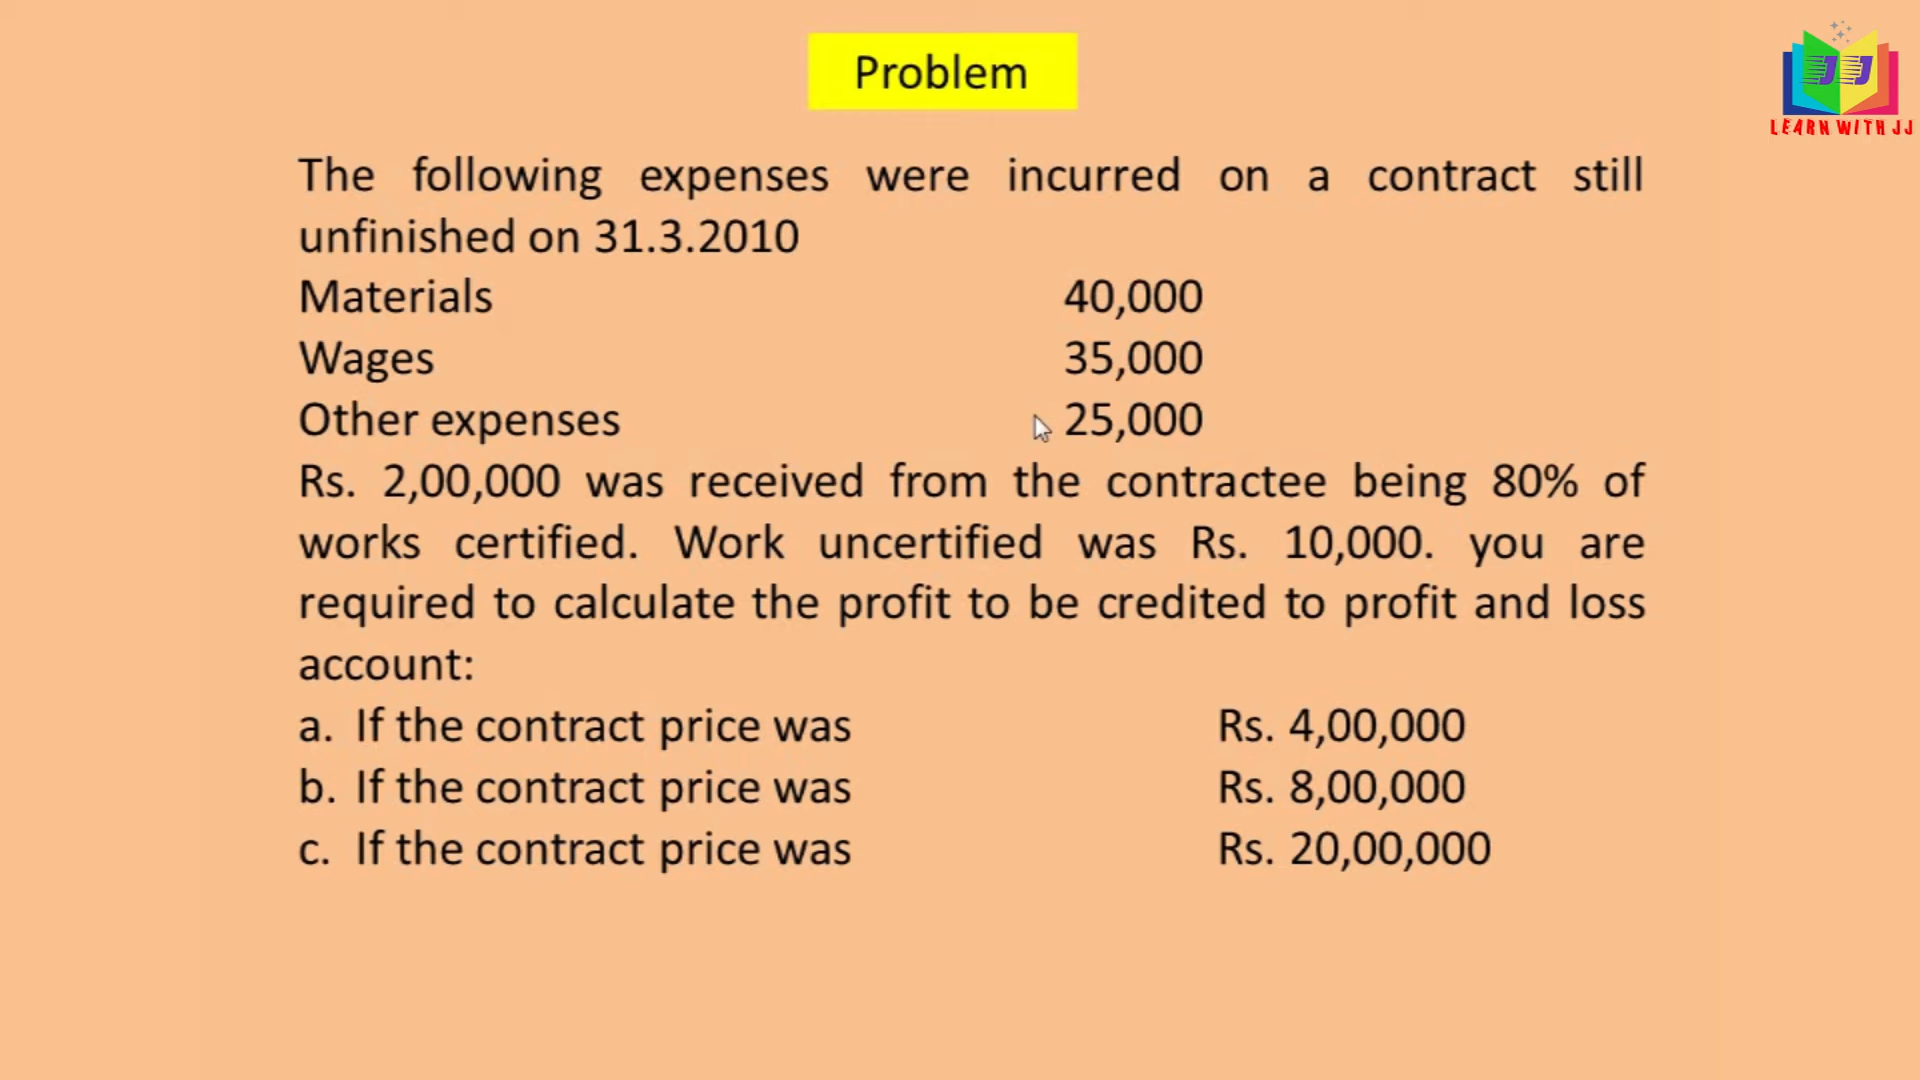 Problem
JJ
LEARN WITH JJ
The following expenses were incurred on a contract still
unfinished on 31.3.2010
Materials 40,000
Wages 35,000
Other expenses 25,000
Rs. 2,00,000 was received from the contractee being 80% of
works certified. Work uncertified was Rs. 10,000. you are
required to calculate the profit to be credited to profit and loss
account:
a. If the contract price was Rs. 4,00,000
b. If the contract price was Rs. 8,00,000
c. If the contract price was Rs. 20,00,000